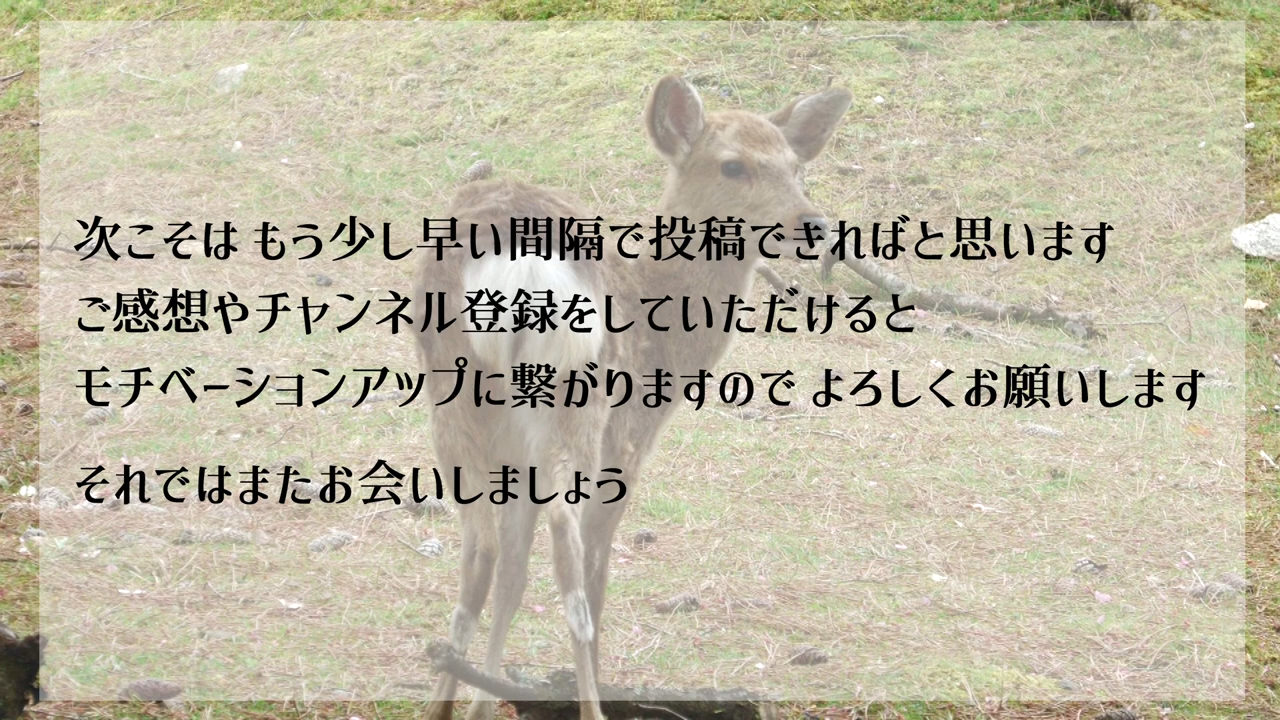 次こそは もう少し早い間隔で投稿できればと思います
ご感想やチャンネル登録をしていただけると
モチベーションアップに繋がりますので よろしくお願いします
それではまたお会いしましょう